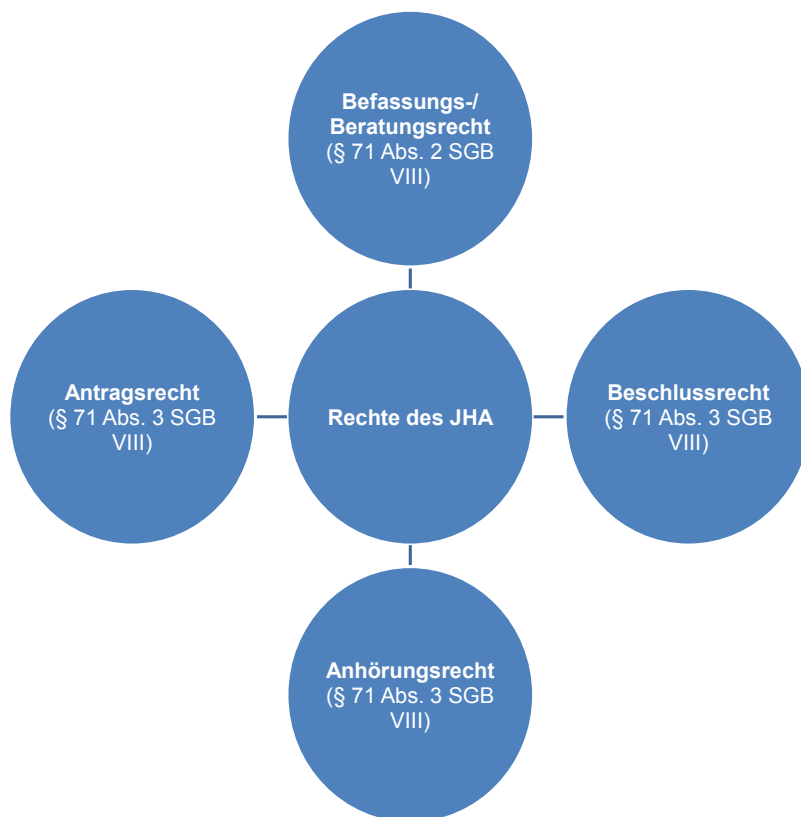 Befassungs-/
Beratungsrecht
(§ 71 Abs. 2 SGB
VIII)
Antragsrecht
(§ 71 Abs. 3 SGB
VIII)
Rechte des JHA
Beschlussrecht
(§ 71 Abs. 3 SGB
VIII)
Anhörungsrecht
(§ 71 Abs. 3 SGB
VIII)